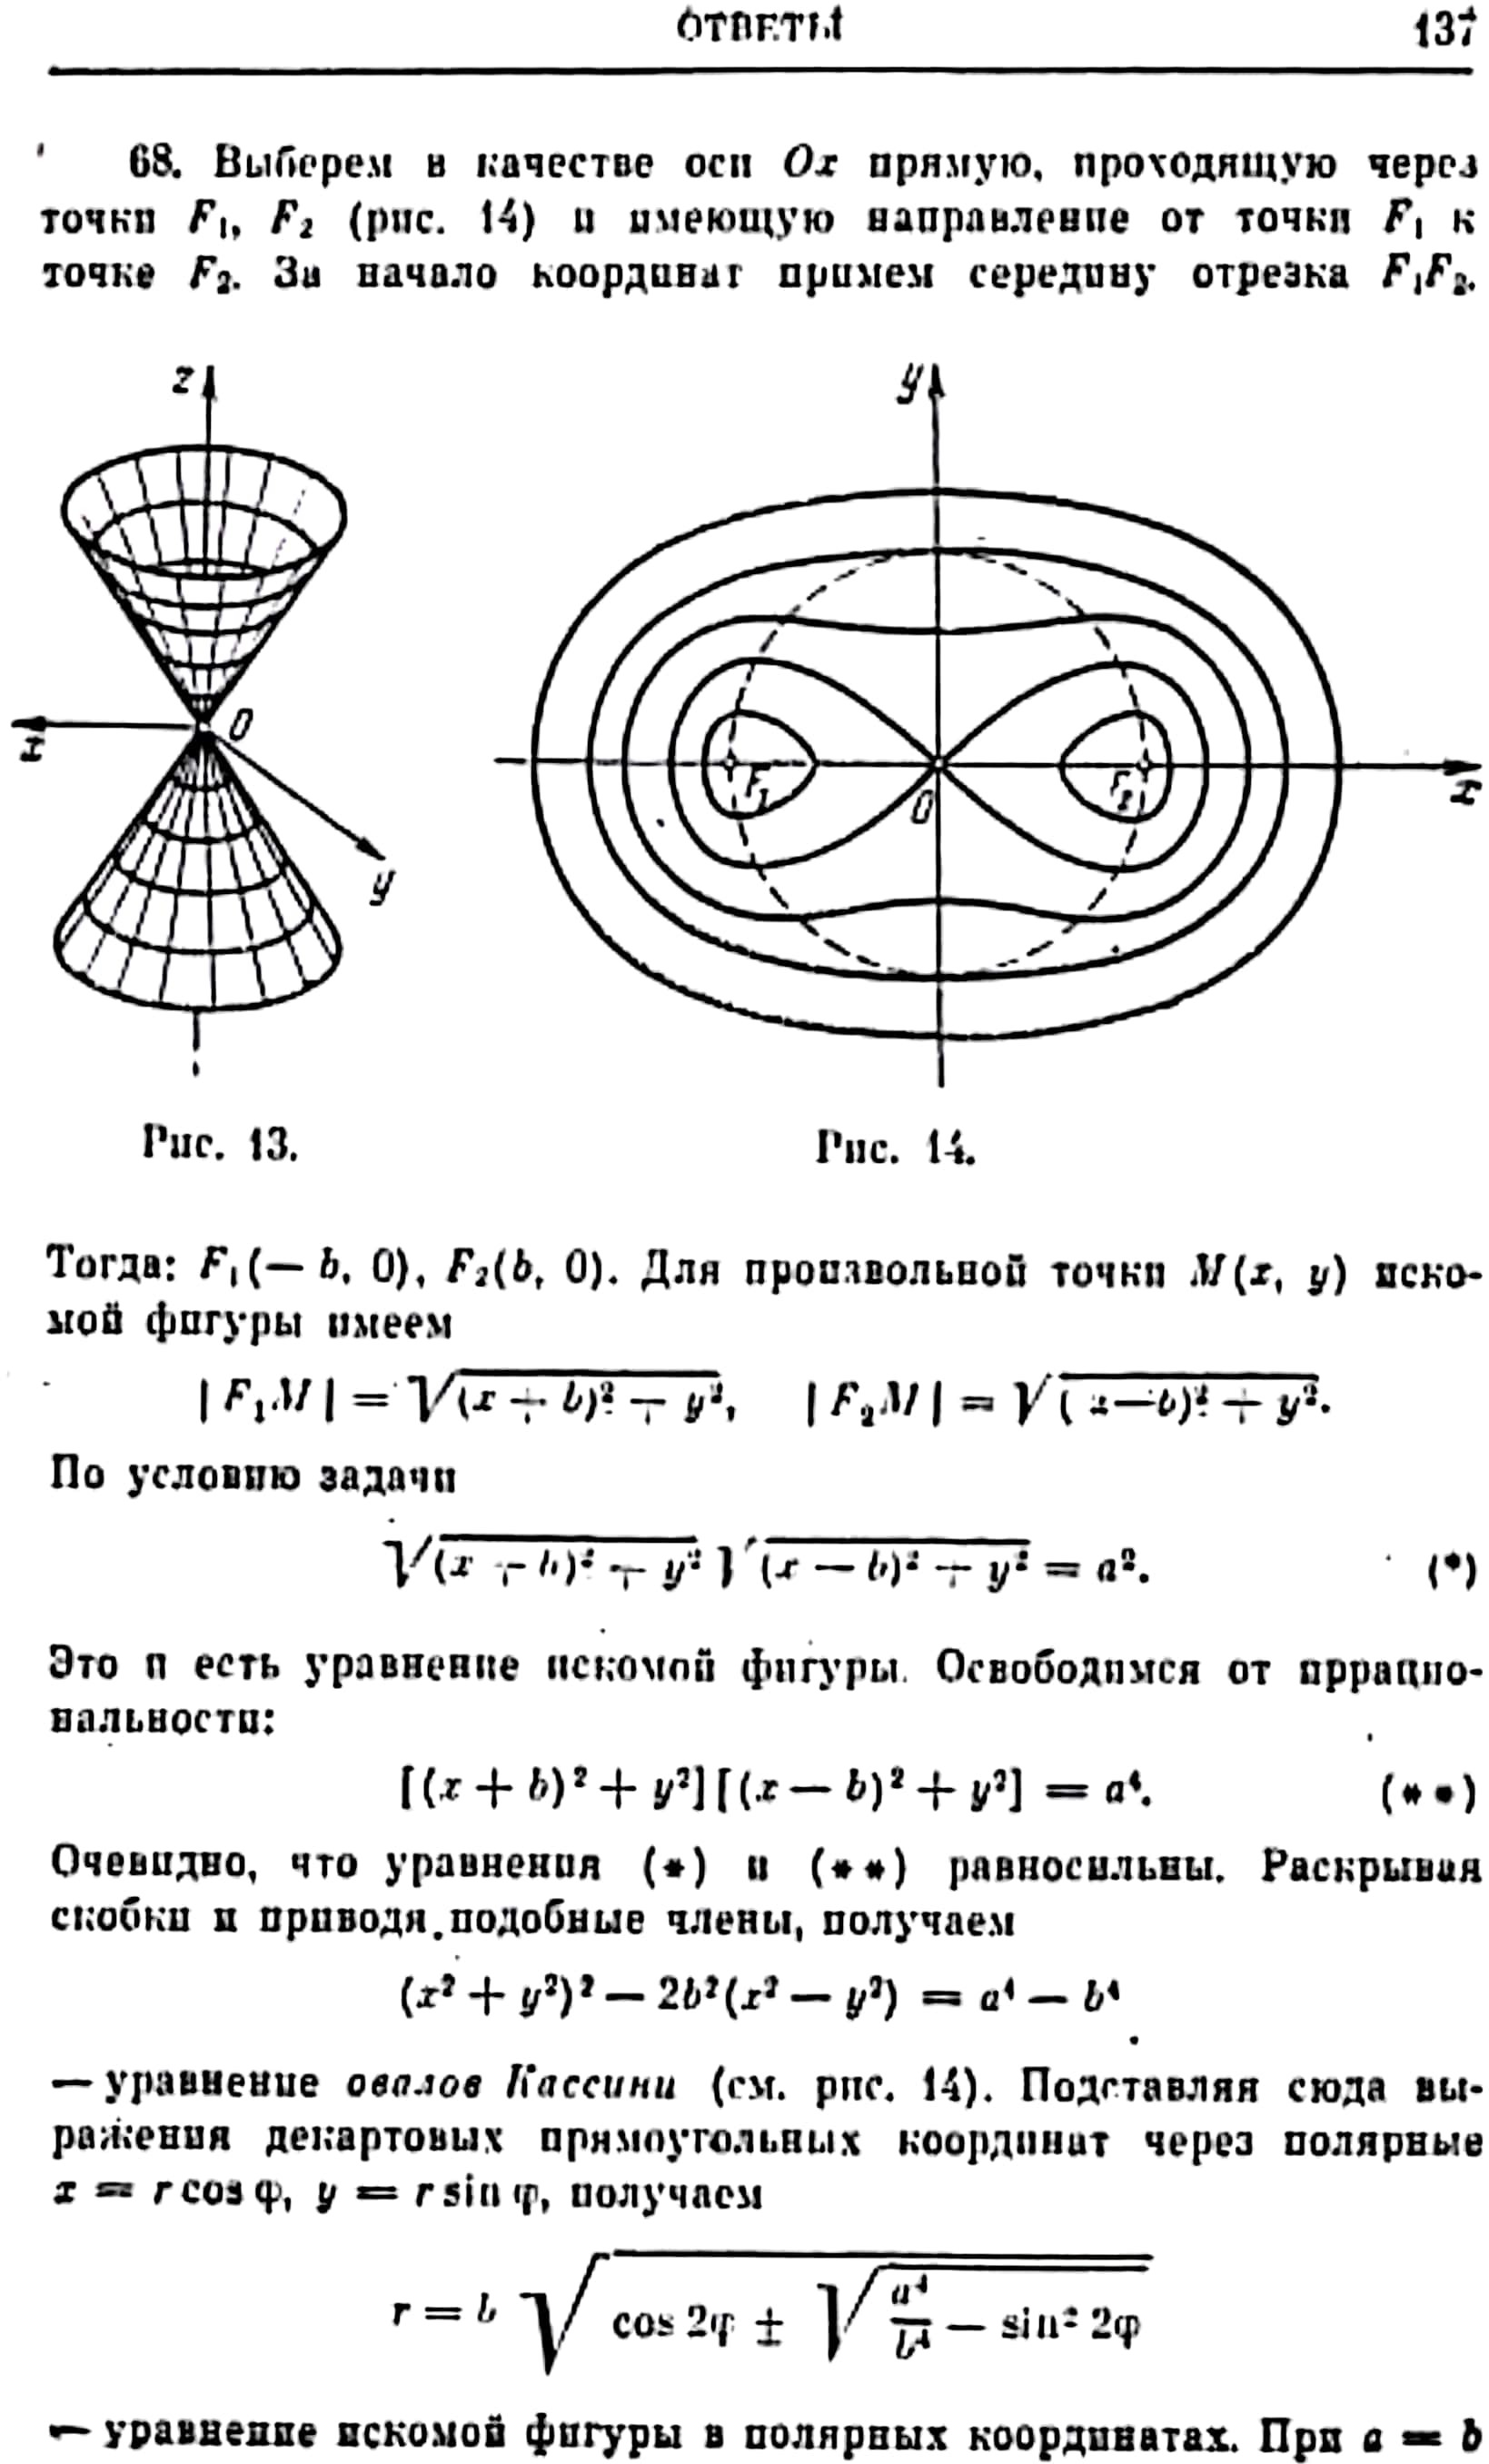 ОТВЕТЫ 137
68. Выберем в качестве оси Ox прямую, проходящую через
точки F₁, F₂ (рис. 14) и имеющую направление от точки F₁ к
точке F₂. За начало координат примем середину отрезка F₁F₂.
z
x
O
y
y
F₁
O
F₂
x
Рис. 13.
Рис. 14.
Тогда: F₁(— b, 0), F₂(b, 0). Для произвольной точки M(x, y) иско-
мой фигуры имеем
| F₁M | = √((x + b)² + y²), | F₂M | = √((x — b)² + y²).
По условию задачи
√((x + b)² + y²) √((x — b)² + y²) = a². (*)
Это и есть уравнение искомой фигуры. Освободимся от иррацио-
нальности:
[(x + b)² + y²] [(x — b)² + y²] = a⁴. (**)
Очевидно, что уравнения (*) и (**) равносильны. Раскрывая
скобки и приводя подобные члены, получаем
(x² + y²)² — 2b²(x² — y²) = a⁴ — b⁴
— уравнение овалов Кассини (см. рис. 14). Подставляя сюда вы-
ражения декартовых прямоугольных координат через полярные
x = r cos φ, y = r sin φ, получаем
r = b √(cos 2φ ± √(a⁴/b⁴ — sin² 2φ))
— уравнение искомой фигуры в полярных координатах. При a = b